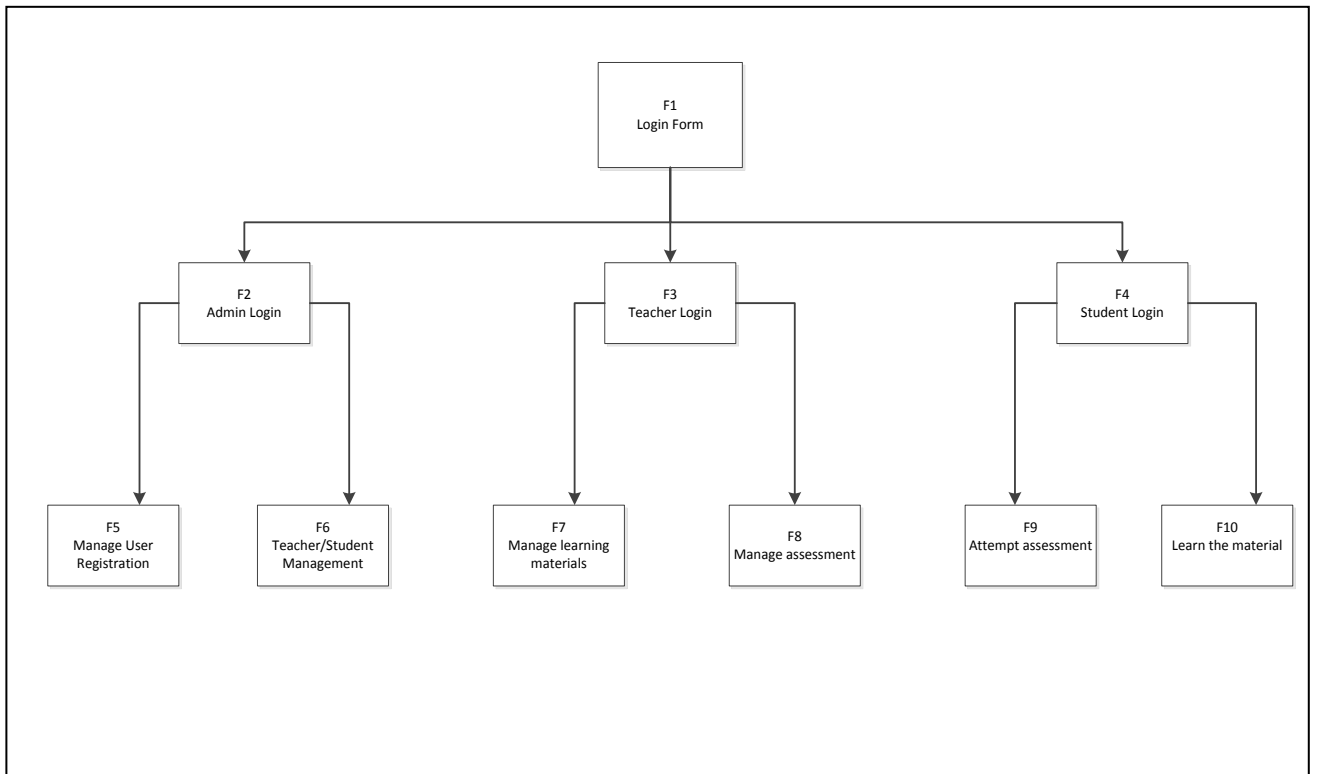 F1
Login Form
F2
Admin Login
F3
Teacher Login
F4
Student Login
F5
Manage User
Registration
F6
Teacher/Student
Management
F7
Manage learning
materials
F8
Manage assessment
F9
Attempt assessment
F10
Learn the material